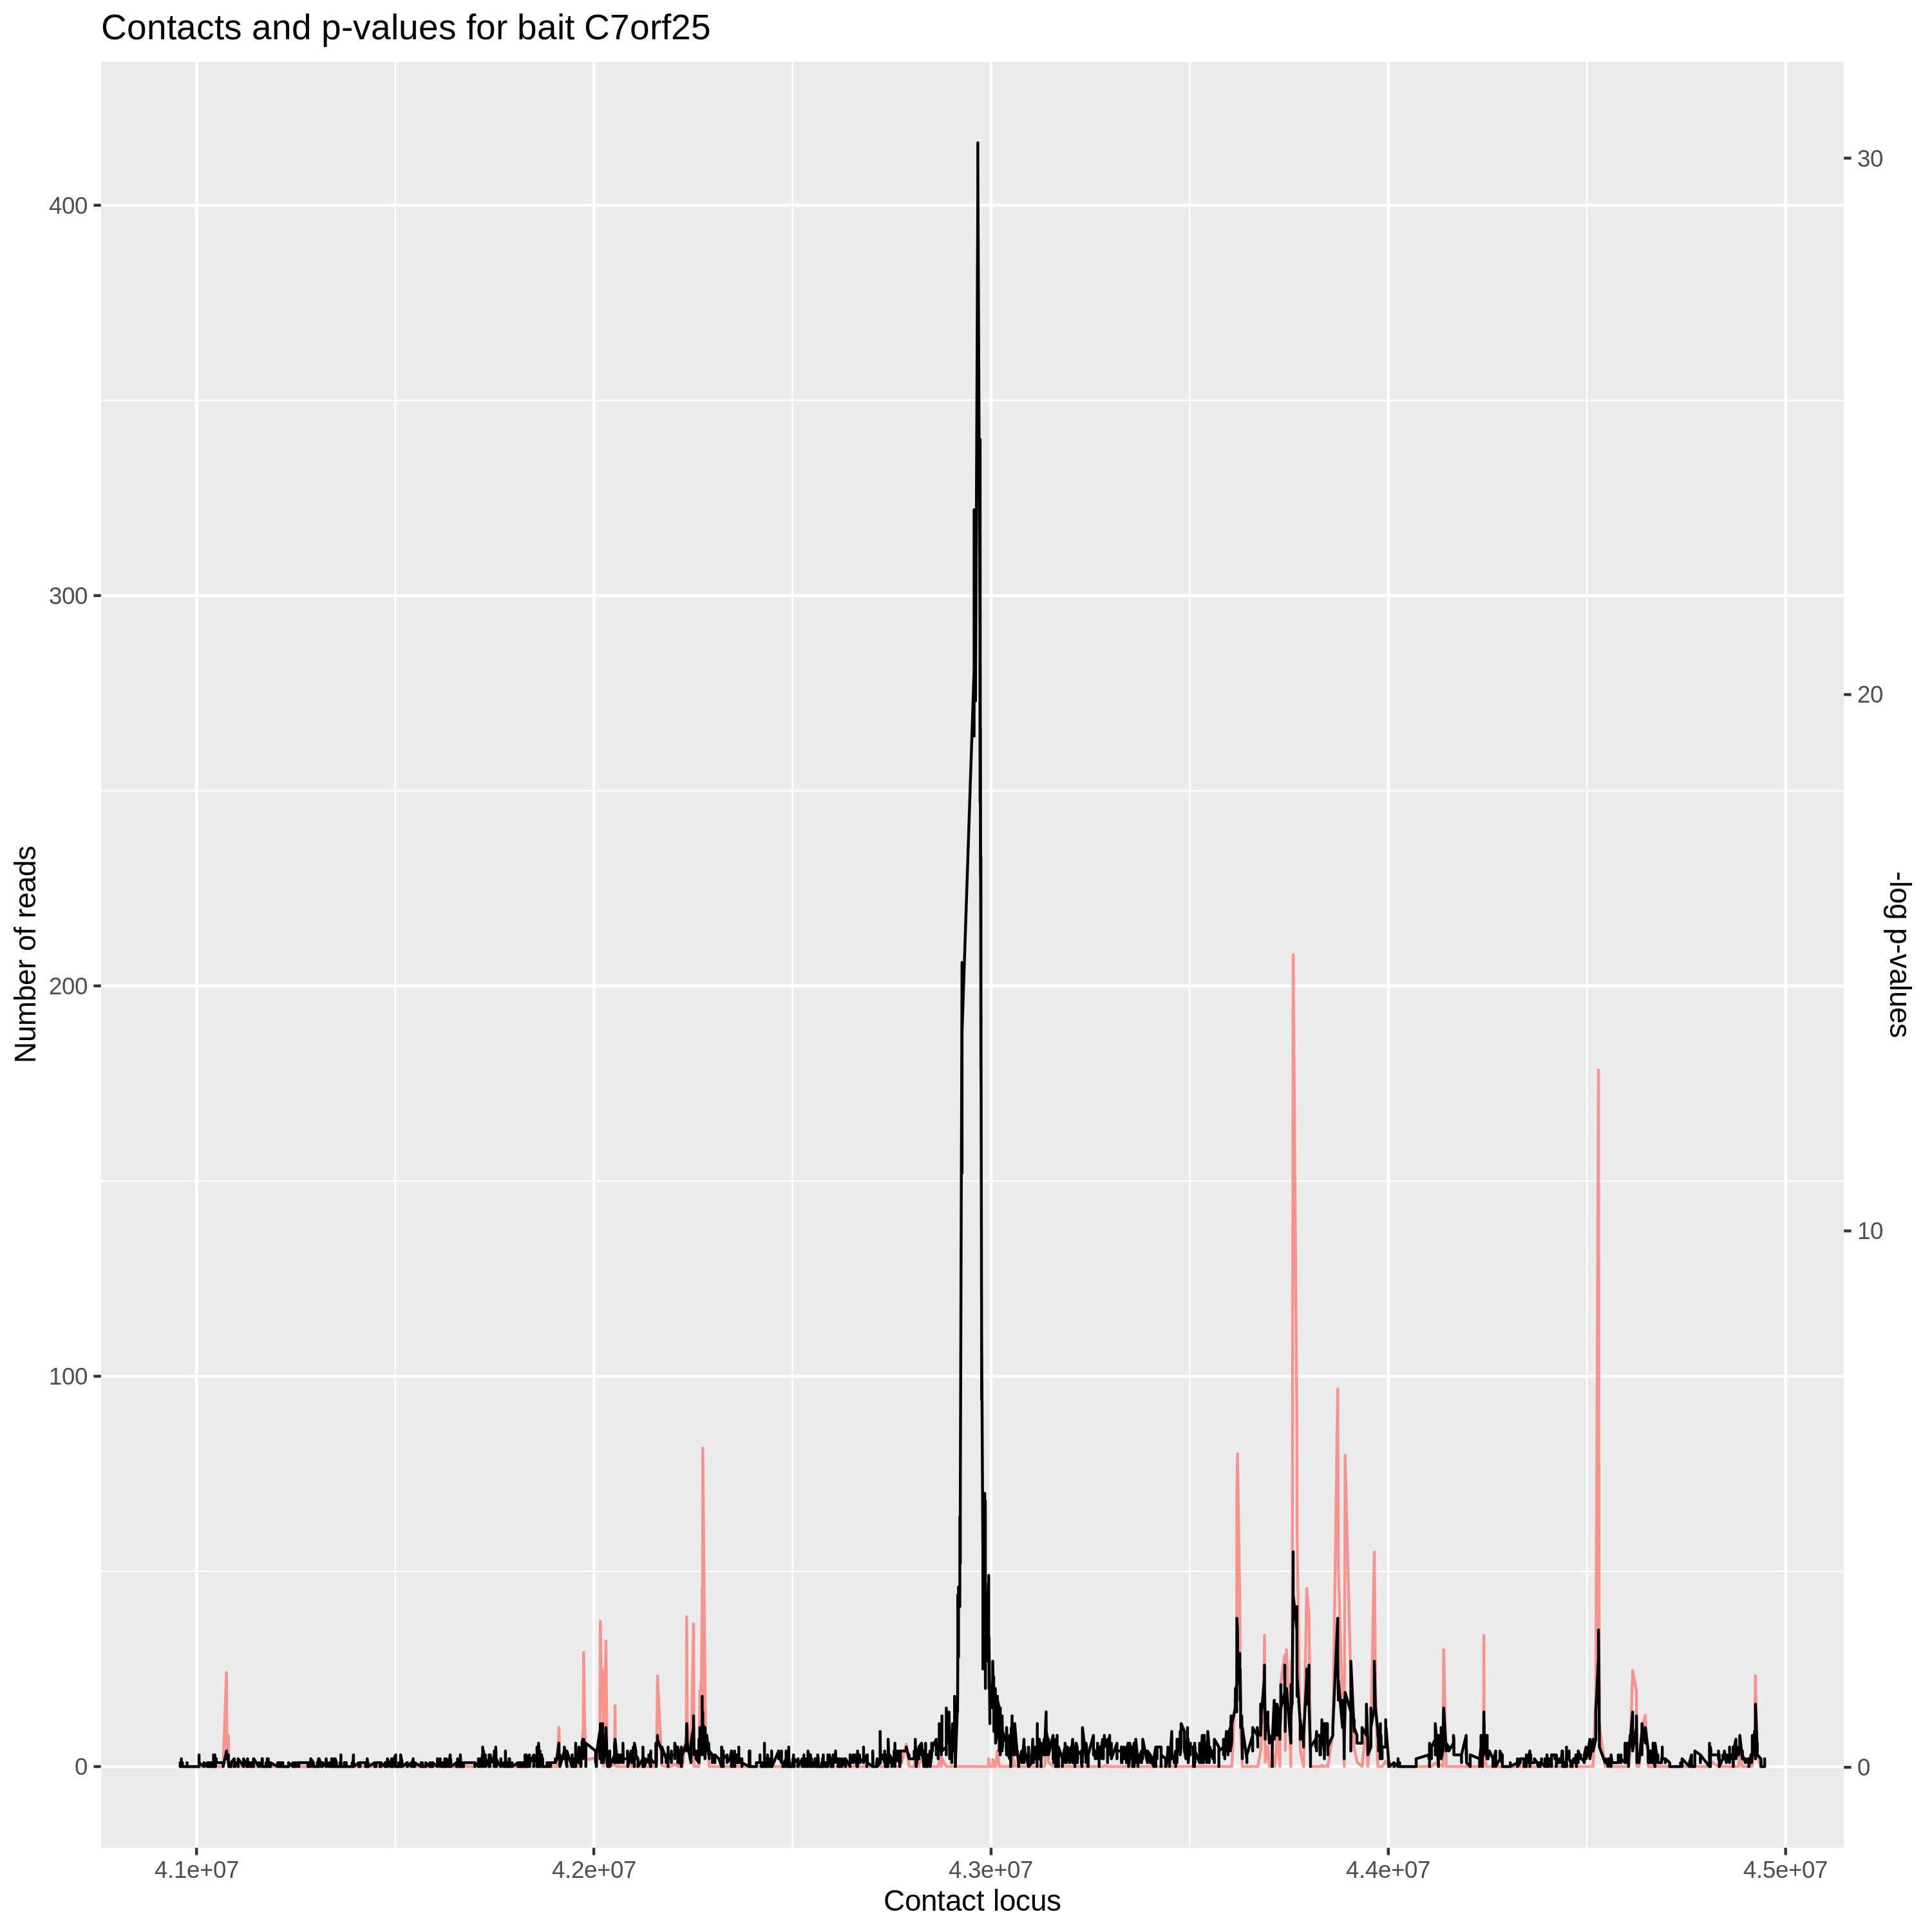 Contacts and p-values for bait C7orf25
400
300
200
100
0
30
20
10
0
Number of reads
-log p-values
4.1e+07
4.2e+07
4.3e+07
4.4e+07
4.5e+07
Contact locus